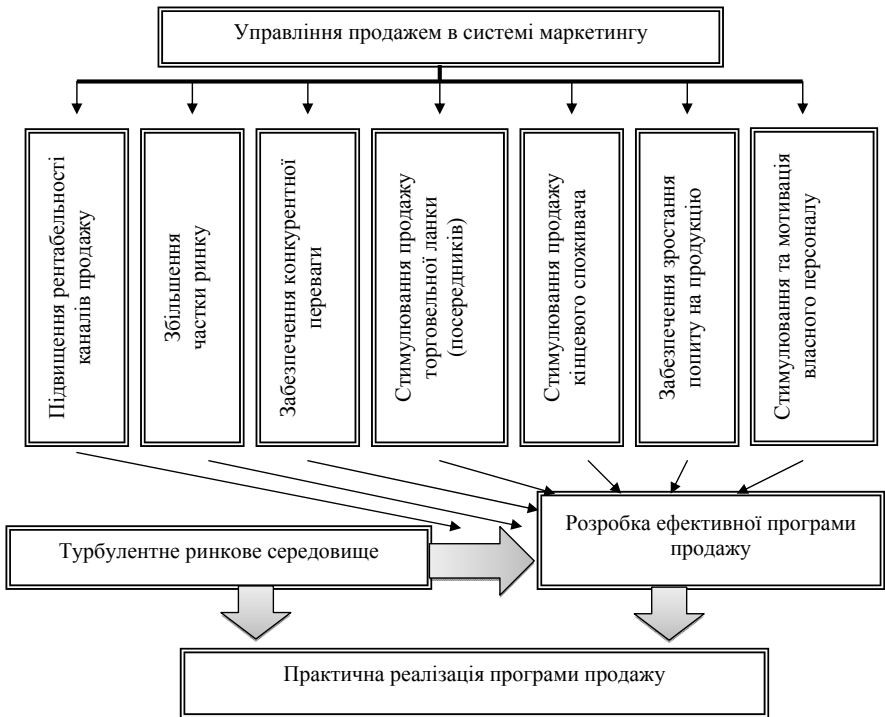 Управління продажем в системі маркетингу
Підвищення рентабельності
каналів продажу
Збільшення
частки ринку
Забезпечення конкурентної
переваги
Стимулювання продажу
торговельної ланки
(посередників)
Стимулювання продажу
кінцевого споживача
Забезпечення зростання
попиту на продукцію
Стимулювання та мотивація
власного персоналу
Турбулентне ринкове середовище
Розробка ефективної програми
продажу
Практична реалізація програми продажу